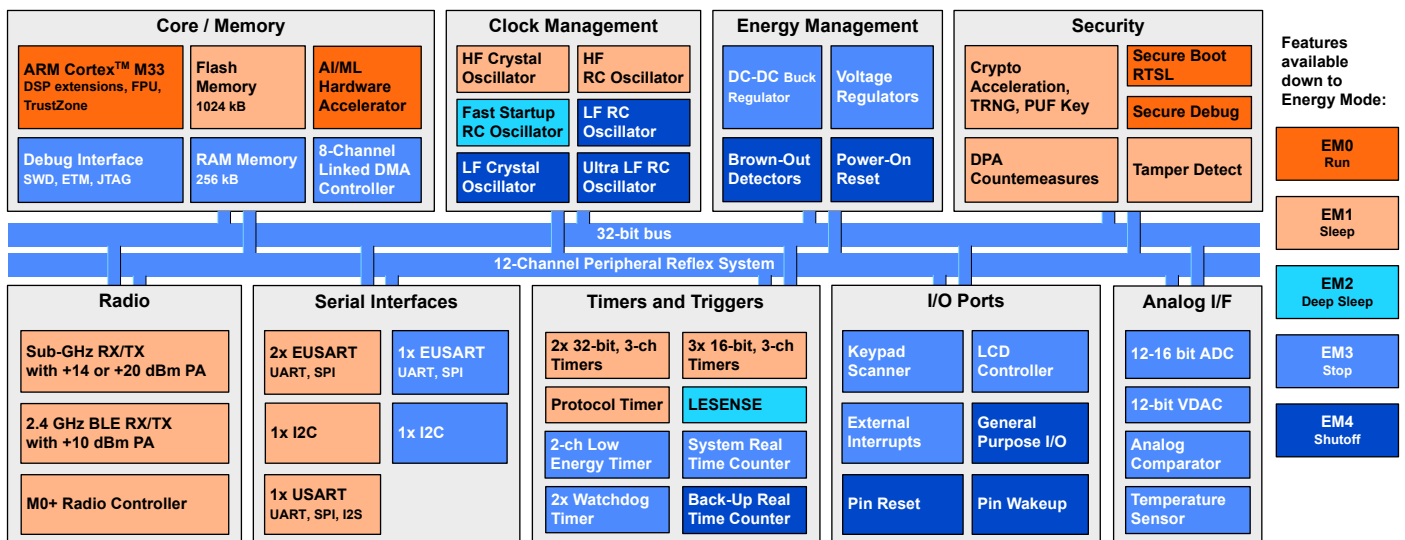 Core / Memory
ARM Cortex™ M33
DSP extensions, FPU,
TrustZone
Flash
Memory
1024 kB
AI/ML
Hardware
Accelerator
Debug Interface
SWD, ETM, JTAG
RAM Memory
256 kB
8-Channel
Linked DMA
Controller
Clock Management
HF Crystal
Oscillator
HF
RC Oscillator
Fast Startup
RC Oscillator
LF RC
Oscillator
LF Crystal
Oscillator
Ultra LF RC
Oscillator
Energy Management
DC-DC Buck
Regulator
Voltage
Regulators
Brown-Out
Detectors
Power-On
Reset
Security
Crypto
Acceleration,
TRNG, PUF Key
Secure Boot
RTSL
Secure Debug
DPA
Countemeasures
Tamper Detect
Features
available
down to
Energy Mode:
EM0
Run
EM1
Sleep
EM2
Deep Sleep
EM3
Stop
EM4
Shutoff
32-bit bus
12-Channel Peripheral Reflex System
Radio
Sub-GHz RX/TX
with +14 or +20 dBm PA
2.4 GHz BLE RX/TX
with +10 dBm PA
M0+ Radio Controller
Serial Interfaces
2x EUSART
UART, SPI
1x EUSART
UART, SPI
1x I2C
1x I2C
1x USART
UART, SPI, I2S
Timers and Triggers
2x 32-bit, 3-ch
Timers
3x 16-bit, 3-ch
Timers
Protocol Timer
LESENSE
2-ch Low
Energy Timer
System Real
Time Counter
2x Watchdog
Timer
Back-Up Real
Time Counter
I/O Ports
Keypad
Scanner
LCD
Controller
External
Interrupts
General
Purpose I/O
Pin Reset
Pin Wakeup
Analog I/F
12-16 bit ADC
12-bit VDAC
Analog
Comparator
Temperature
Sensor